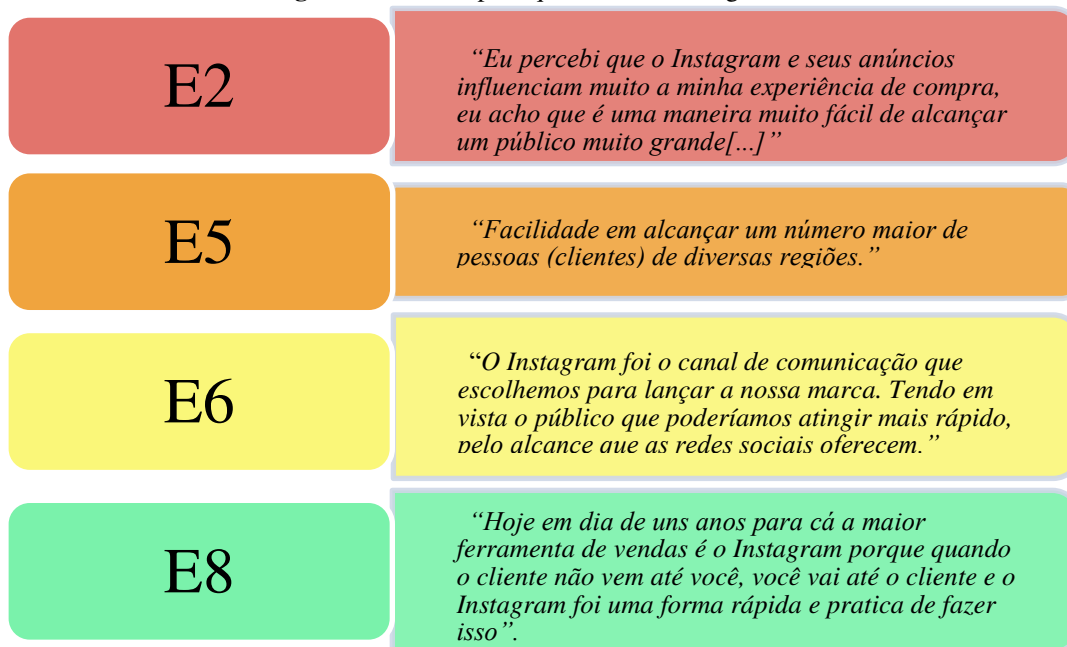 E2
“Eu percebi que o Instagram e seus anúncios
influenciam muito a minha experiência de compra,
eu acho que é uma maneira muito fácil de alcançar
um público muito grande[...]”
E5
“Facilidade em alcançar um número maior de
pessoas (clientes) de diversas regiões.”
E6
“O Instagram foi o canal de comunicação que
escolhemos para lançar a nossa marca. Tendo em
vista o público que poderíamos atingir mais rápido,
pelo alcance que as redes sociais oferecem.”
E8
“Hoje em dia de uns anos para cá a maior
ferramenta de vendas é o Instagram porque quando
o cliente não vem até você, você vai até o cliente e o
Instagram foi uma forma rápida e pratica de fazer
isso”.